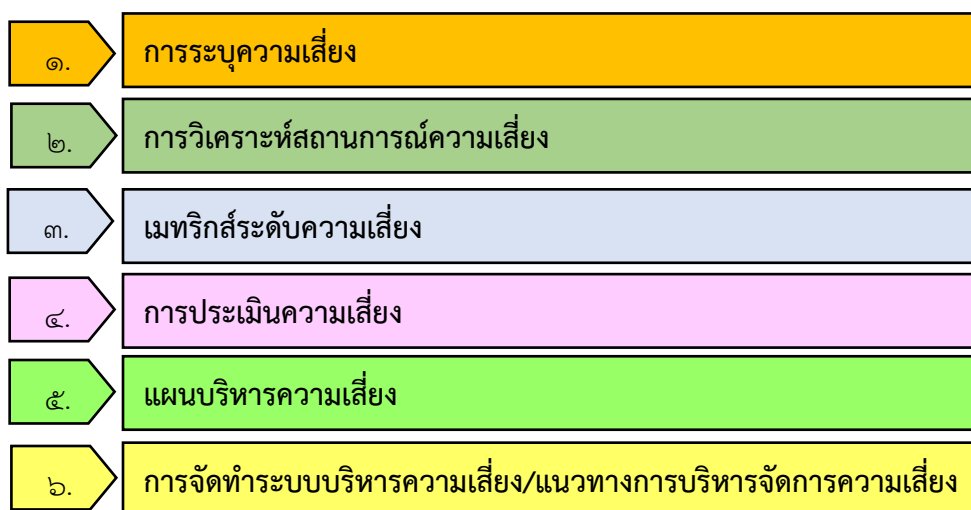 ๑. การระบุความเสี่ยง
๒. การวิเคราะห์สถานการณ์ความเสี่ยง
๓. เมทริกส์ระดับความเสี่ยง
๔. การประเมินความเสี่ยง
๕. แผนบริหารความเสี่ยง
๖. การจัดทำระบบบริหารความเสี่ยง/แนวทางการบริหารจัดการความเสี่ยง